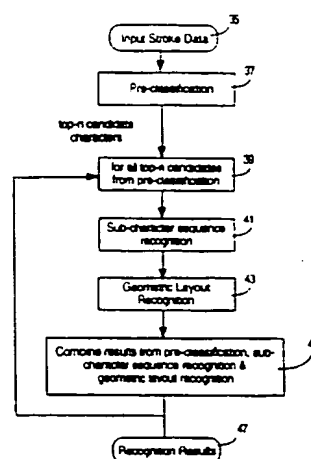 35
Input Stroke Data
37
Pre-classification
top-n candidate
characters
39
for all top-n candidates
from pre-classification
41
Sub-character sequence
recognition
43
Geometric Layout
Recognition
4
Combine results from pre-classification, sub-
character sequence recognition &
geometric layout recognition
47
Recognition Results